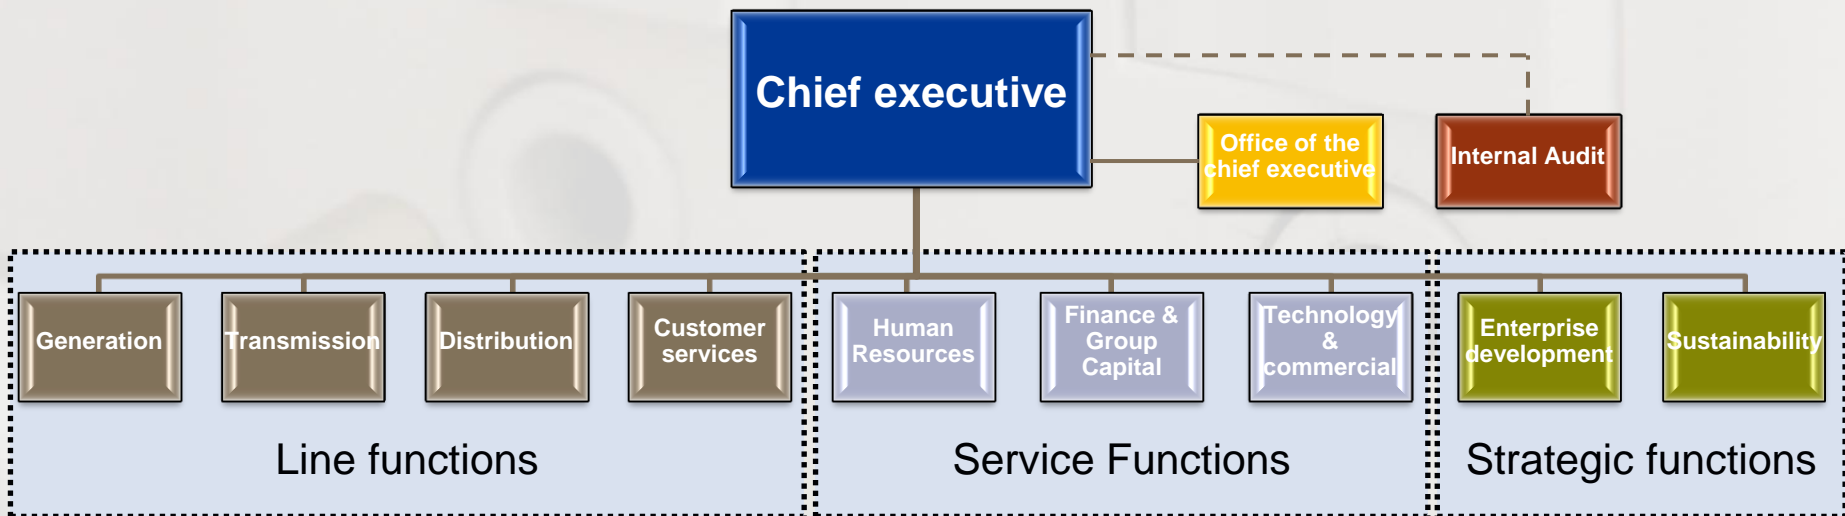 Chief executive
Office of the
chief executive
Internal Audit
Generation
Transmission
Distribution
Customer
services
Human
Resources
Finance &
Group
Capital
Technology
&
commercial
Enterprise
development
Sustainability
Line functions
Service Functions
Strategic functions